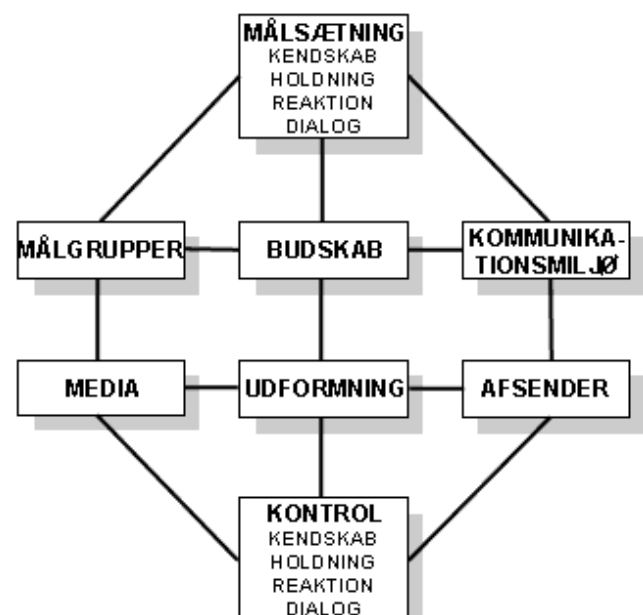 MÅLSÆTNING
KENDSKAB
HOLDNING
REAKTION
DIALOG
MÅLGRUPPER
BUDSKAB
KOMMUNIKA-
TIONSMILJØ
MEDIA
UDFORMNING
AFSENDER
KONTROL
KENDSKAB
HOLDNING
REAKTION
DIALOG